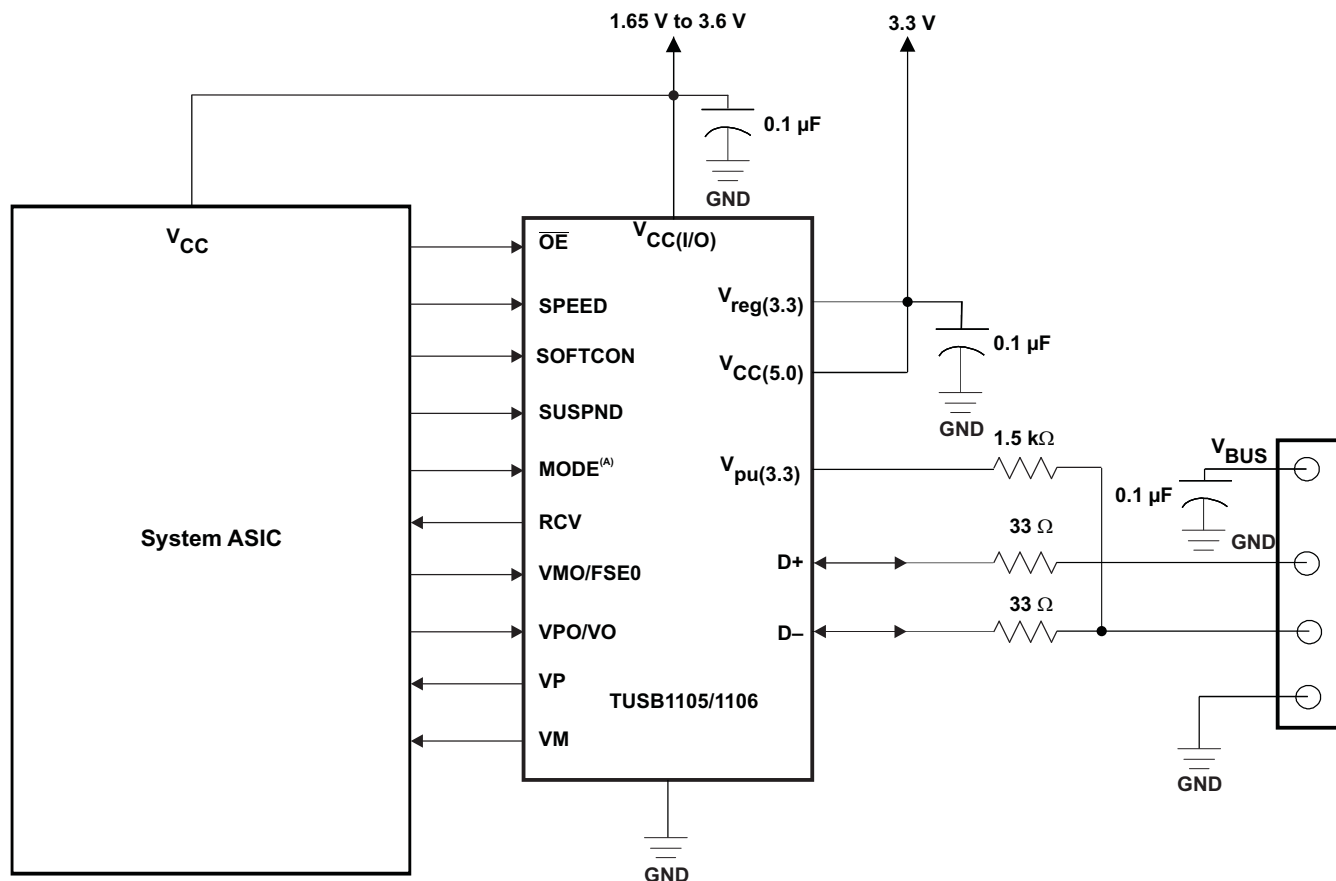 1.65 V to 3.6 V
3.3 V
0.1 µF
GND
VCC
VCC(I/O)
OE
SPEED
SOFTCON
SUSPND
MODE(A)
RCV
VMO/FSE0
VPO/VO
VP
VM
System ASIC
Vreg(3.3)
VCC(5.0)
0.1 µF
GND
Vpu(3.3)
1.5 kΩ
VBUS
0.1 µF
GND
D+
33 Ω
D–
33 Ω
TUSB1105/1106
GND
GND